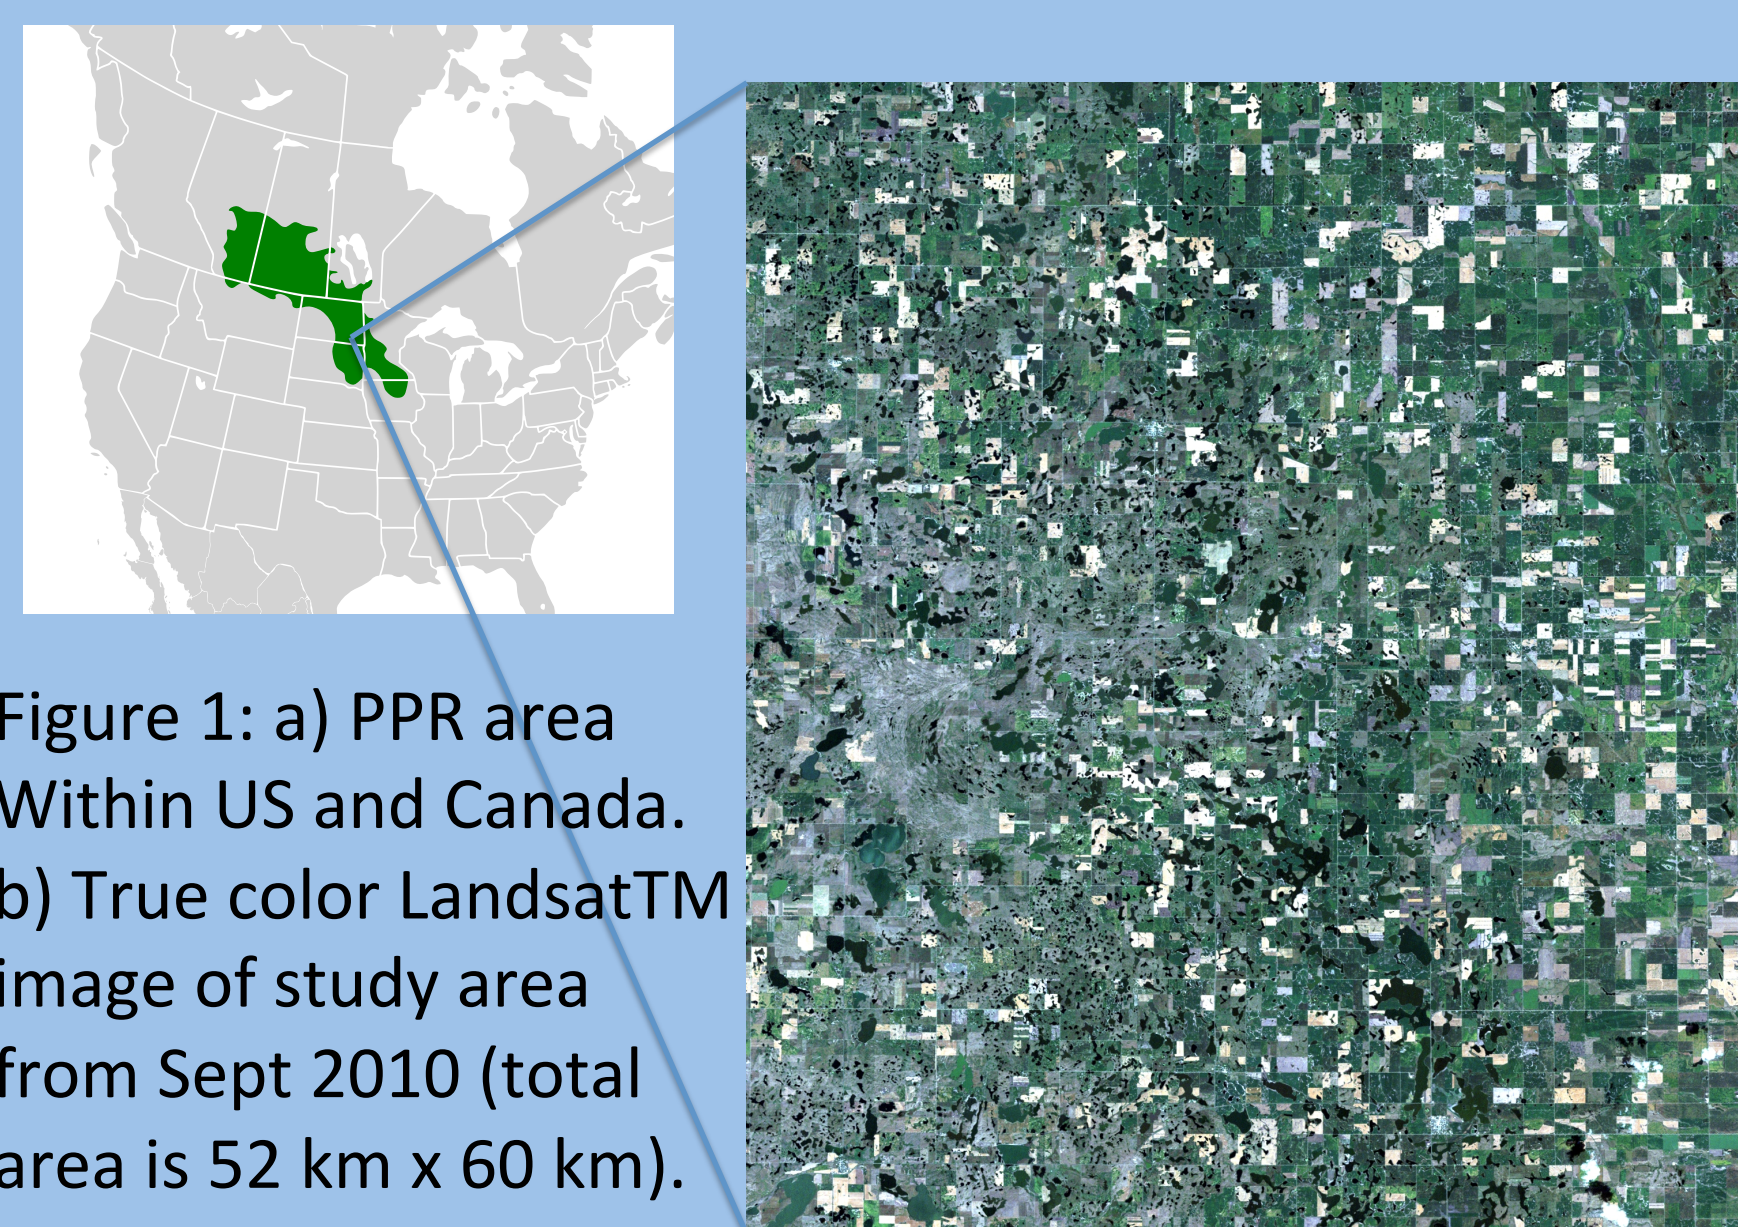 Figure 1: a) PPR area
Within US and Canada.
b) True color LandsatTM
image of study area
from Sept 2010 (total
area is 52 km x 60 km).